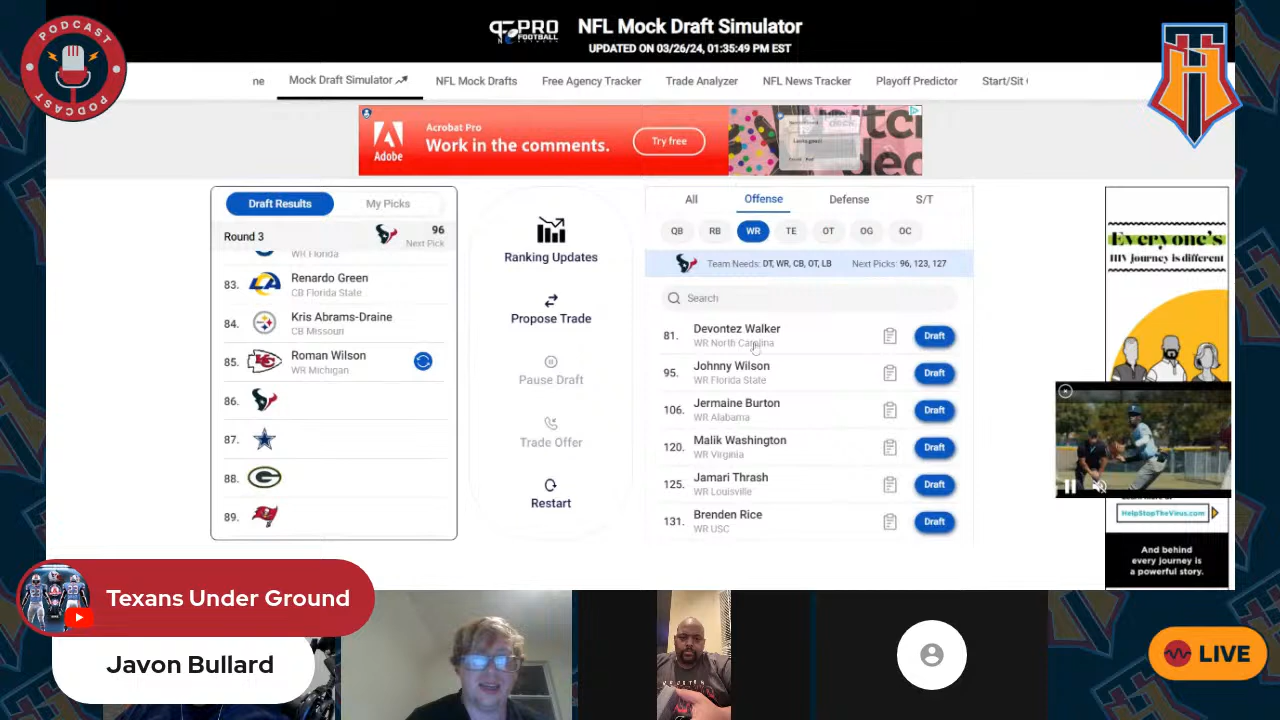 PODCAST
PODCAST
PRO
FOOTBALL
NETWORK
NFL Mock Draft Simulator
UPDATED ON 03/26/24, 01:35:49 PM EST
ne
Mock Draft Simulator
NFL Mock Drafts
Free Agency Tracker
Trade Analyzer
NFL News Tracker
Playoff Predictor
Start/Sit
Adobe
Acrobat Pro
Work in the comments.
Try free
Draft Results
My Picks
Round 3
96
Next Pick
WR Florida
83.
Renardo Green
CB Florida State
84.
Kris Abrams-Draine
CB Missouri
85.
Roman Wilson
WR Michigan
86.
87.
88.
89.
Ranking Updates
Propose Trade
Pause Draft
Trade Offer
Restart
All
Offense
Defense
S/T
QB
RB
WR
TE
OT
OG
OC
Team Needs: DT, WR, CB, OT, LB
Next Picks: 96, 123, 127
Search
81.
Devontez Walker
WR North Carolina
Draft
95.
Johnny Wilson
WR Florida State
Draft
106.
Jermaine Burton
WR Alabama
Draft
120.
Malik Washington
WR Virginia
Draft
125.
Jamari Thrash
WR Louisville
Draft
131.
Brenden Rice
WR USC
Draft
Everyone's
HIV journey is different
HelpStopTheVirus.com
And behind
every journey is
a powerful story.
Texans Under Ground
Javon Bullard
LIVE